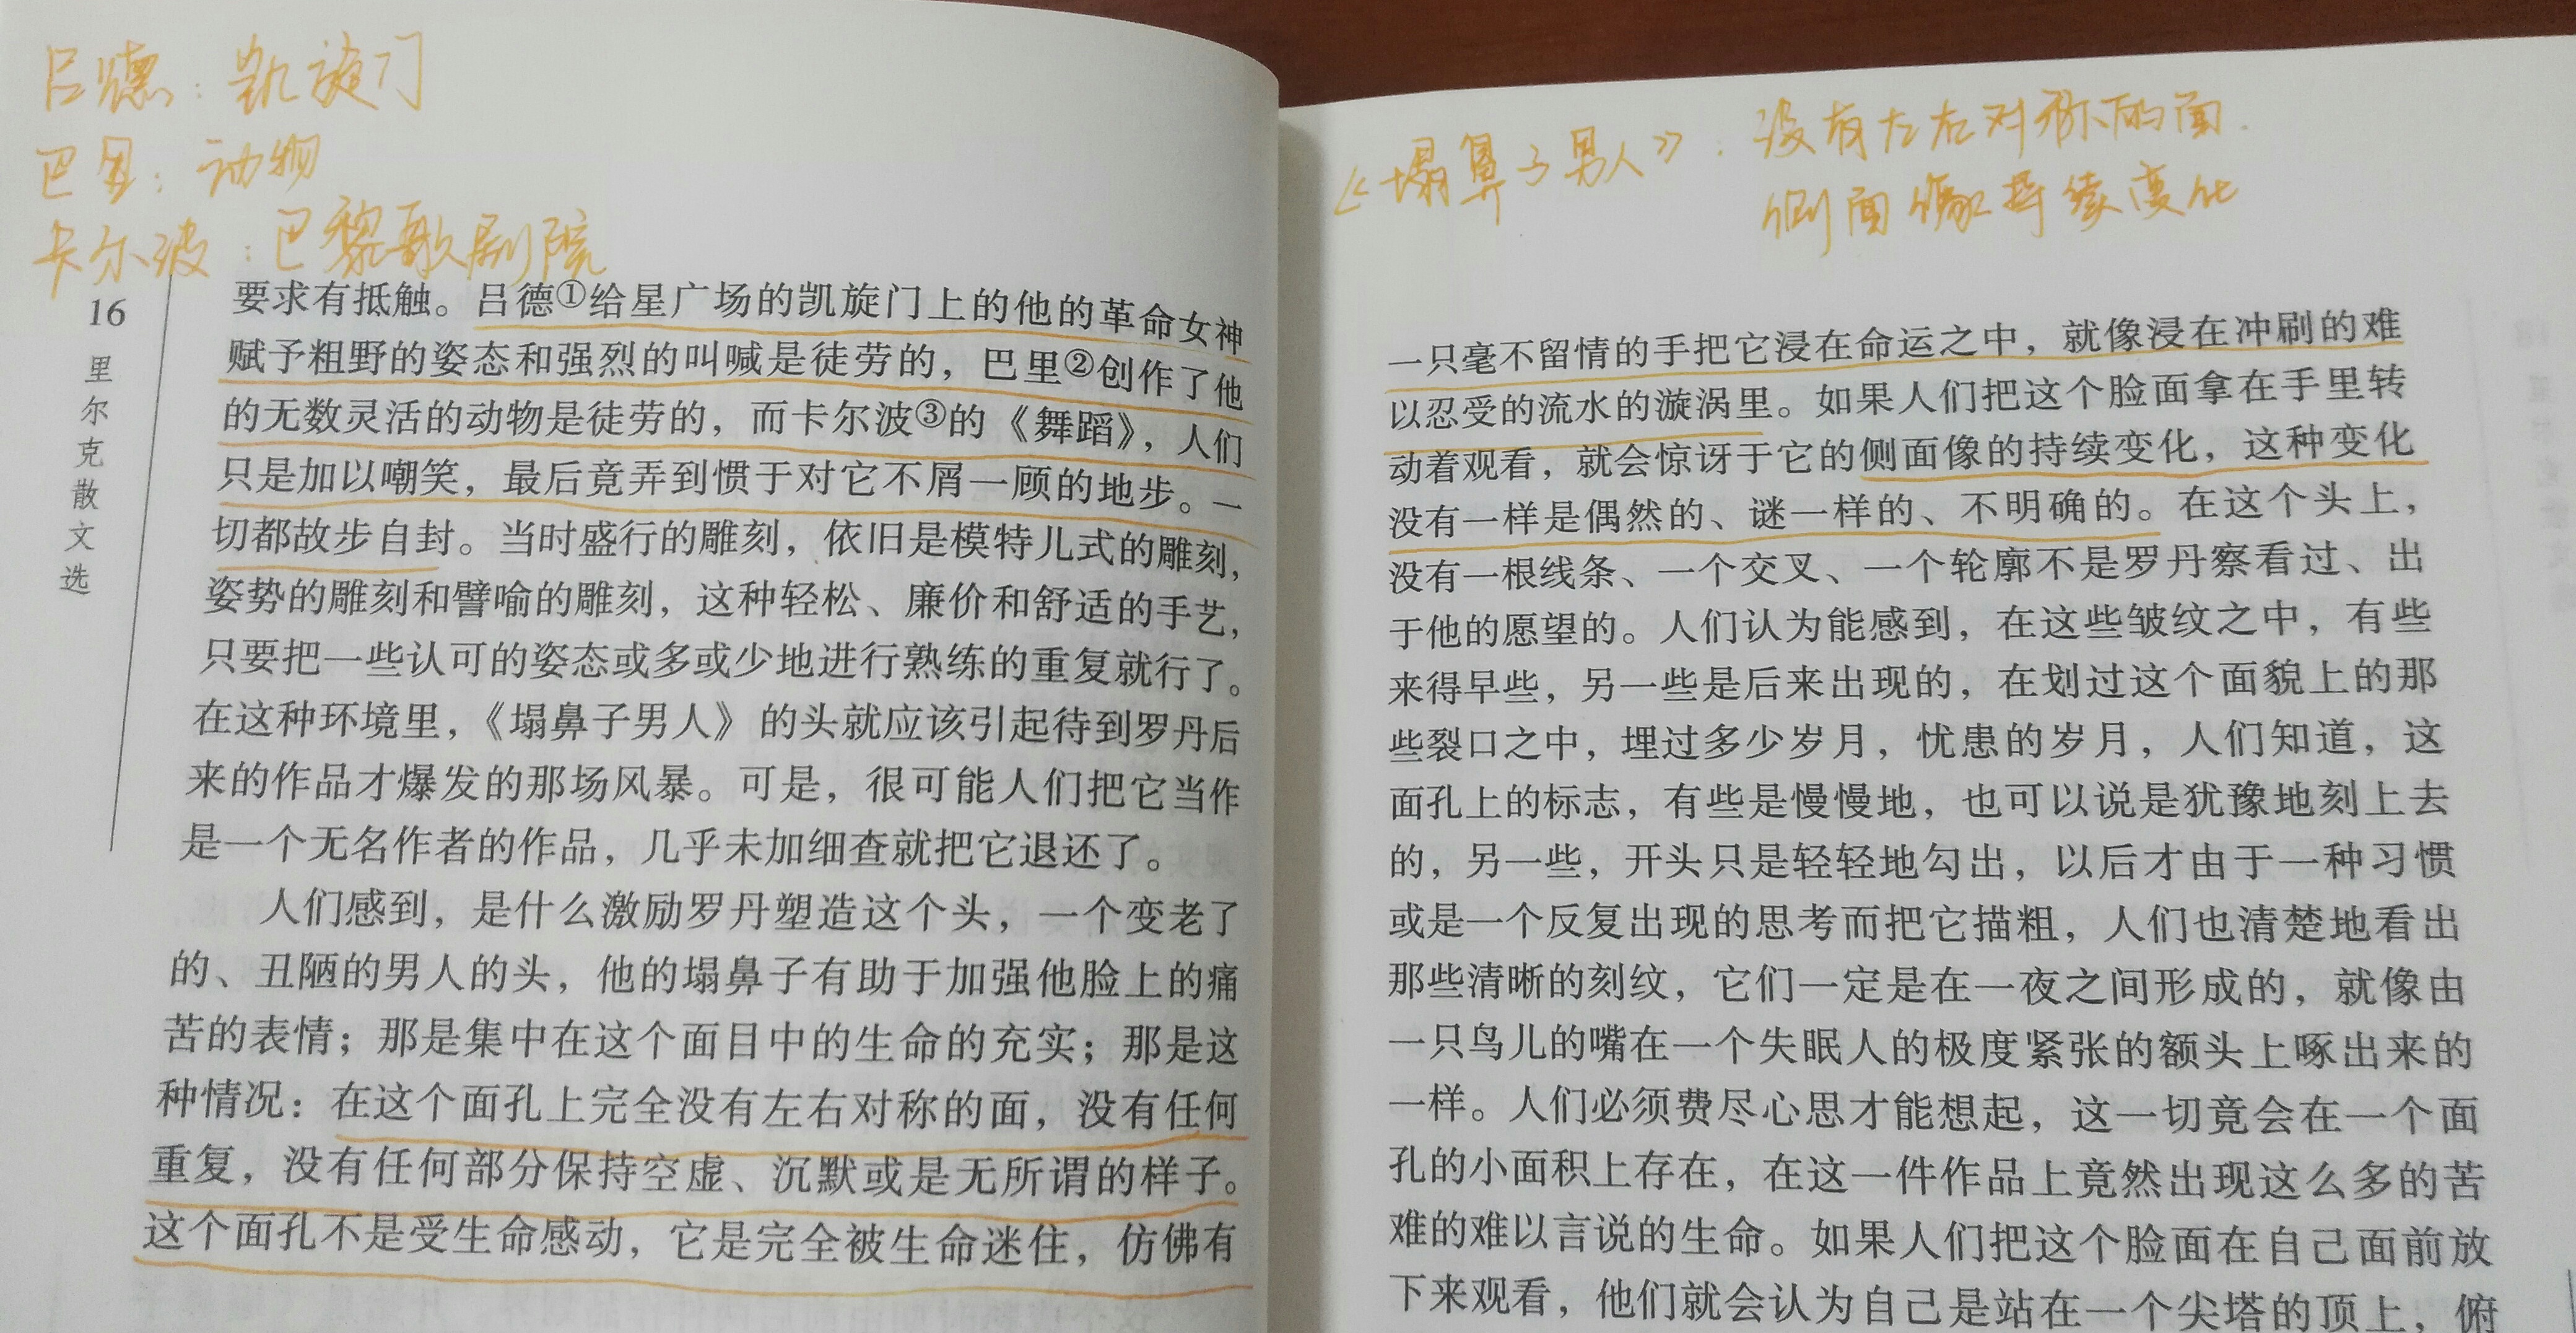 吕德：凯旋门
巴里：动物
卡尔波：巴黎歌剧院
16
里尔克散文选
要求有抵触。吕德①给星广场的凯旋门上的他的革命女神
赋予粗野的姿态和强烈的叫喊是徒劳的，巴里②创作了他
的无数灵活的动物是徒劳的，而卡尔波③的《舞蹈》，人们
只是加以嘲笑，最后竟弄到惯于对它不屑一顾的地步。一
切都故步自封。当时盛行的雕刻，依旧是模特儿式的雕刻，
姿势的雕刻和譬喻的雕刻，这种轻松、廉价和舒适的手艺，
只要把一些认可的姿态或多或少地进行熟练的重复就行了。
在这种环境里，《塌鼻子男人》的头就应该引起待到罗丹后
来的作品才爆发的那场风暴。可是，很可能人们把它当作
是一个无名作者的作品，几乎未加细查就把它退还了。
人们感到，是什么激励罗丹塑造这个头，一个变老了
的、丑陋的男人的头，他的塌鼻子有助于加强他脸上的痛
苦的表情；那是集中在这个面目中的生命的充实；那是这
种情况：在这个面孔上完全没有左右对称的面，没有任何
重复，没有任何部分保持空虚、沉默或是无所谓的样子。
这个面孔不是受生命感动，它是完全被生命迷住，仿佛有
《塌鼻子男人》：没有左右对称的面.
侧面像持续变化
一只毫不留情的手把它浸在命运之中，就像浸在冲刷的难
以忍受的流水的漩涡里。如果人们把这个脸面拿在手里转
动着观看，就会惊讶于它的侧面像的持续变化，这种变化
没有一样是偶然的、谜一样的、不明确的。在这个头上，
没有一根线条、一个交叉、一个轮廓不是罗丹察看过、出
于他的愿望的。人们认为能感到，在这些皱纹之中，有些
来得早些，另一些是后来出现的，在划过这个面貌上的那
些裂口之中，埋过多少岁月，忧患的岁月，人们知道，这
面孔上的标志，有些是慢慢地，也可以说是犹豫地刻上去
的，另一些，开头只是轻轻地勾出，以后才由于一种习惯
或是一个反复出现的思考而把它描粗，人们也清楚地看出
那些清晰的刻纹，它们一定是在一夜之间形成的，就像由
一只鸟儿的嘴在一个失眠人的极度紧张的额头上啄出来的
一样。人们必须费尽心思才能想起，这一切竟会在一个面
孔的小面积上存在，在这一件作品上竟然出现这么多的苦
难的难以言说的生命。如果人们把这个脸面在自己面前放
下来观看，他们就会认为自己是站在一个尖塔的顶上，俯